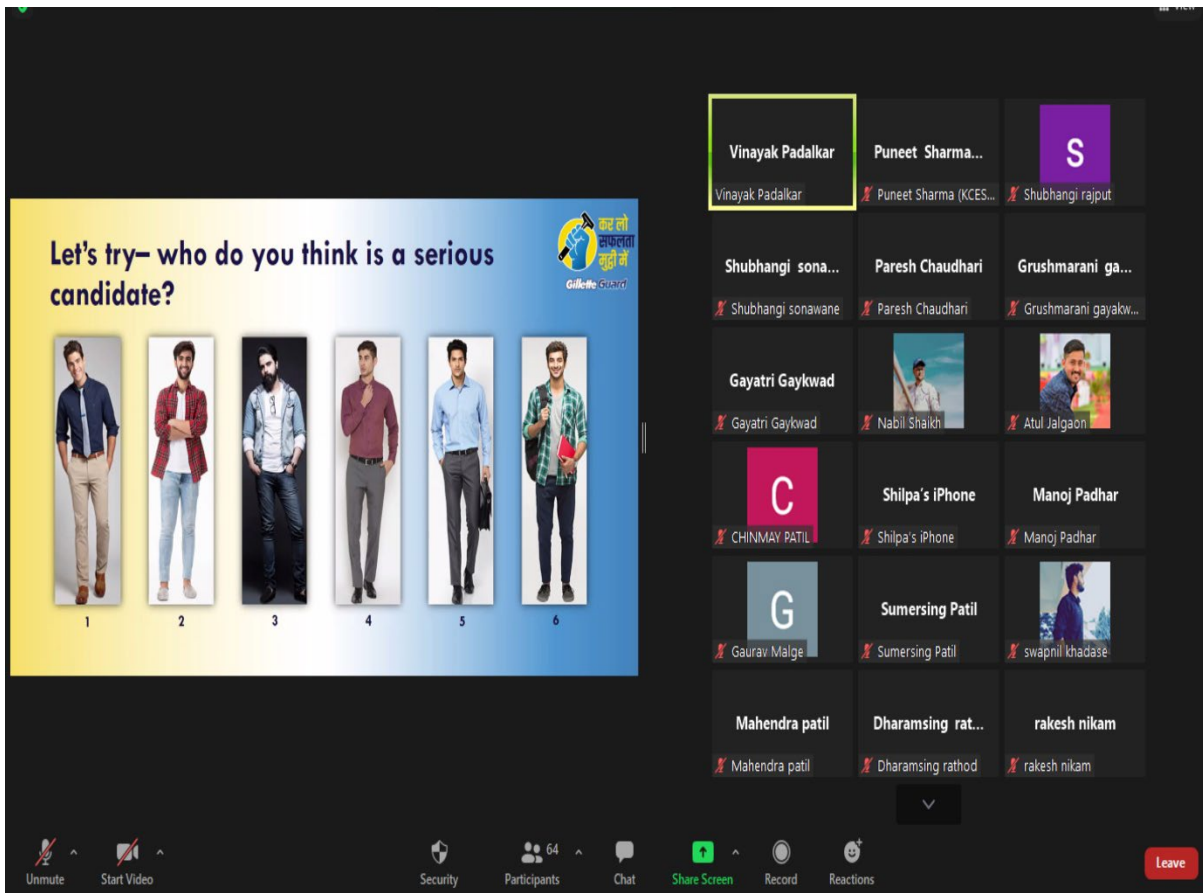 View
Let's try– who do you think is a serious
candidate?
कर लो
सफलता
मुट्ठी में
Gillette Guard
1 2 3 4 5 6
Vinayak Padalkar
Vinayak Padalkar
Puneet Sharma...
Puneet Sharma (KCES...
S
Shubhangi rajput
Shubhangi sona...
Shubhangi sonawane
Paresh Chaudhari
Paresh Chaudhari
Grushmarani ga...
Grushmarani gayakw...
Gayatri Gaykwad
Gayatri Gaykwad
Nabil Shaikh
Atul Jalgaon
C
CHINMAY PATIL
Shilpa's iPhone
Shilpa's iPhone
Manoj Padhar
Manoj Padhar
G
Gaurav Malge
Sumersing Patil
Sumersing Patil
swapnil khadase
Mahendra patil
Mahendra patil
Dharamsing rat...
Dharamsing rathod
rakesh nikam
rakesh nikam
Unmute
Start Video
Security
64
Participants
Chat
Share Screen
Record
Reactions
Leave